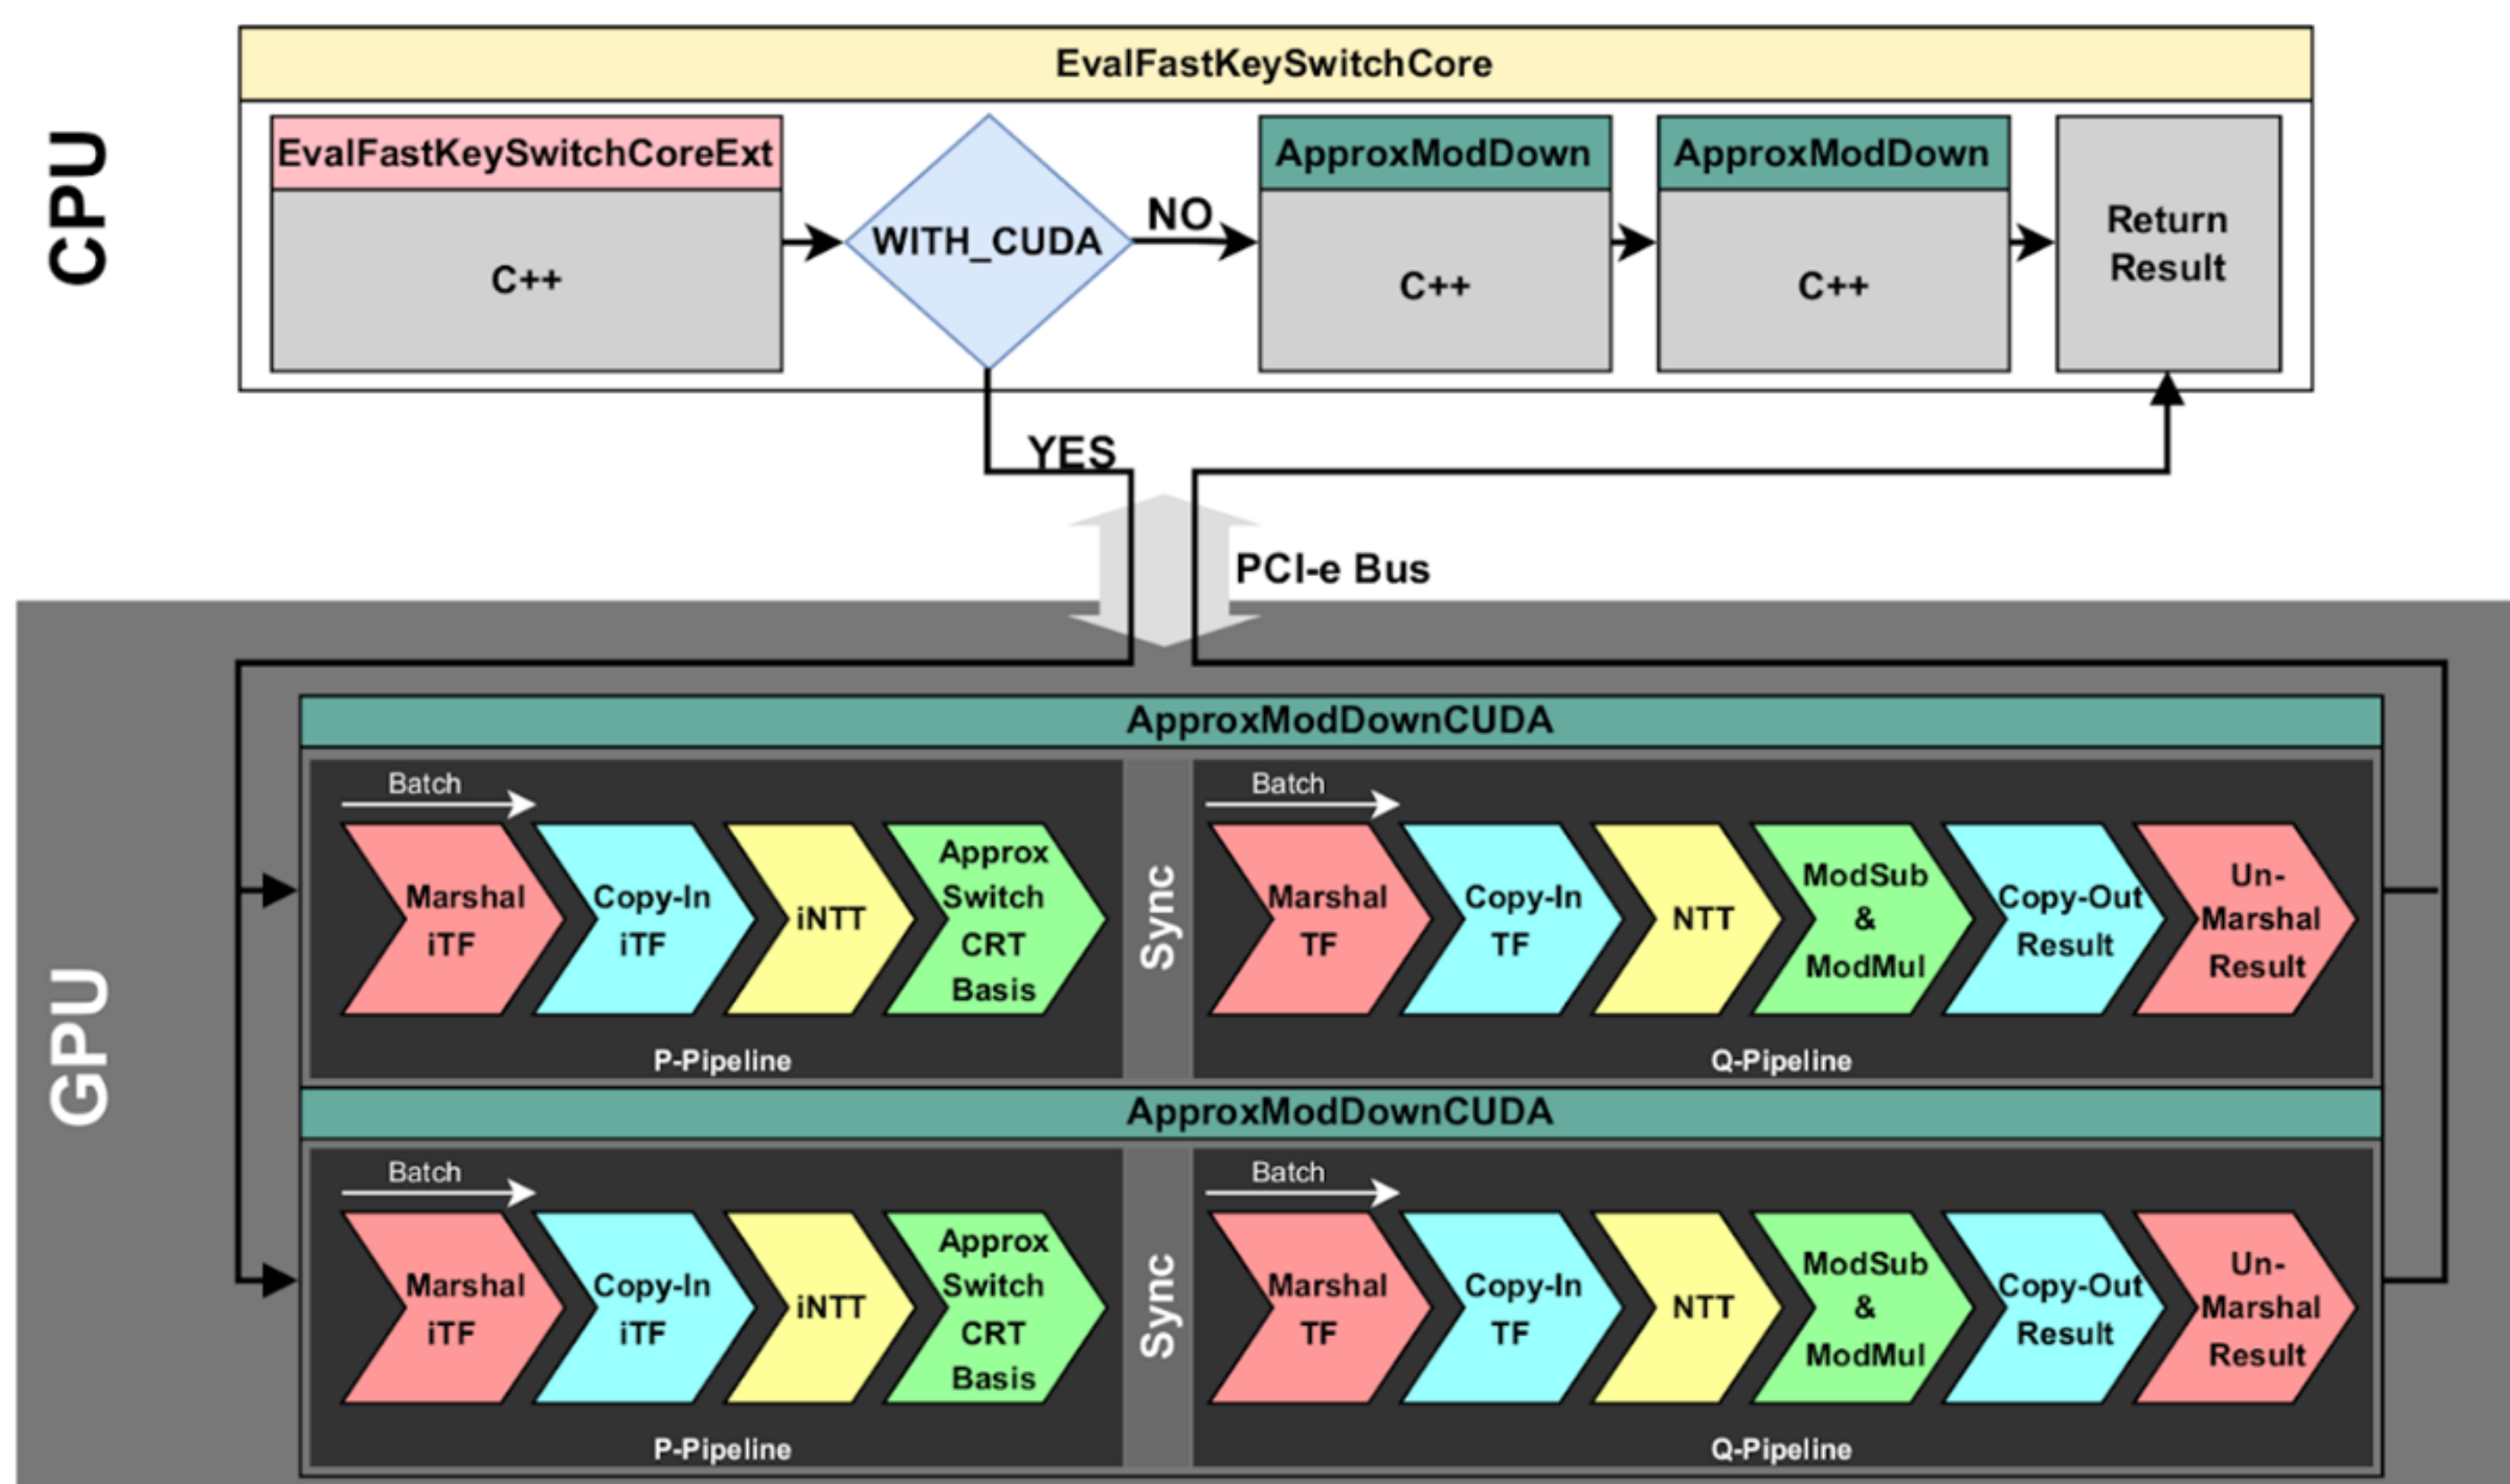 CPU
EvalFastKeySwitchCore
EvalFastKeySwitchCoreExt
C++
WITH_CUDA
NO
ApproxModDown
C++
ApproxModDown
C++
Return
Result
YES
PCI-e Bus
GPU
ApproxModDownCUDA
Batch
Marshal
iTF
Copy-In
iTF
iNTT
Approx
Switch
CRT
Basis
P-Pipeline
Sync
Batch
Marshal
TF
Copy-In
TF
NTT
ModSub
&
ModMul
Copy-Out
Result
Un-
Marshal
Result
Q-Pipeline
ApproxModDownCUDA
Batch
Marshal
iTF
Copy-In
iTF
iNTT
Approx
Switch
CRT
Basis
P-Pipeline
Sync
Batch
Marshal
TF
Copy-In
TF
NTT
ModSub
&
ModMul
Copy-Out
Result
Un-
Marshal
Result
Q-Pipeline